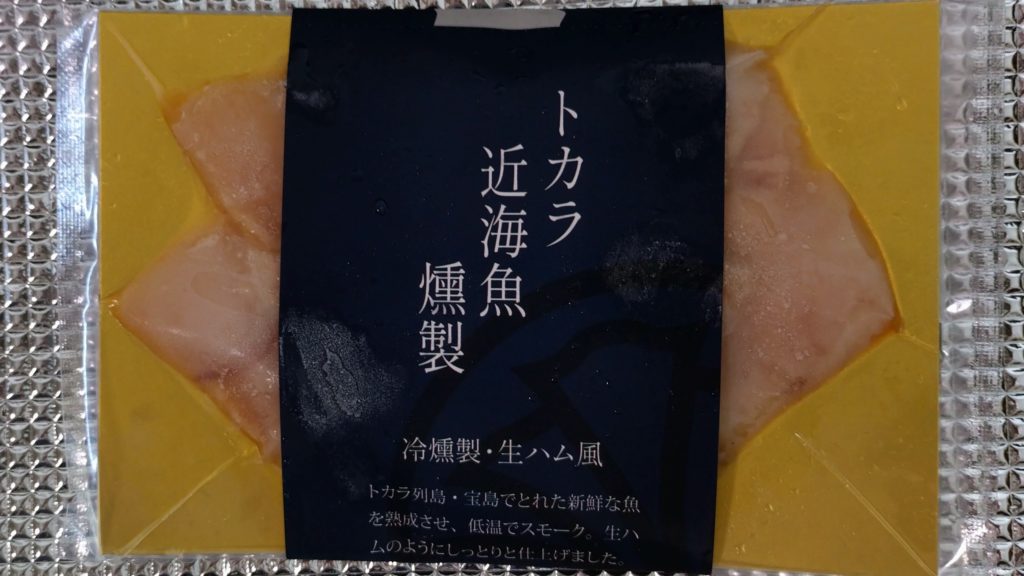 トカラ
近海魚
燻製
冷燻製・生ハム風
トカラ列島・宝島でとれた新鮮な魚
を熟成させ、低温でスモーク。生ハ
ムのようにしっとりと仕上げました。